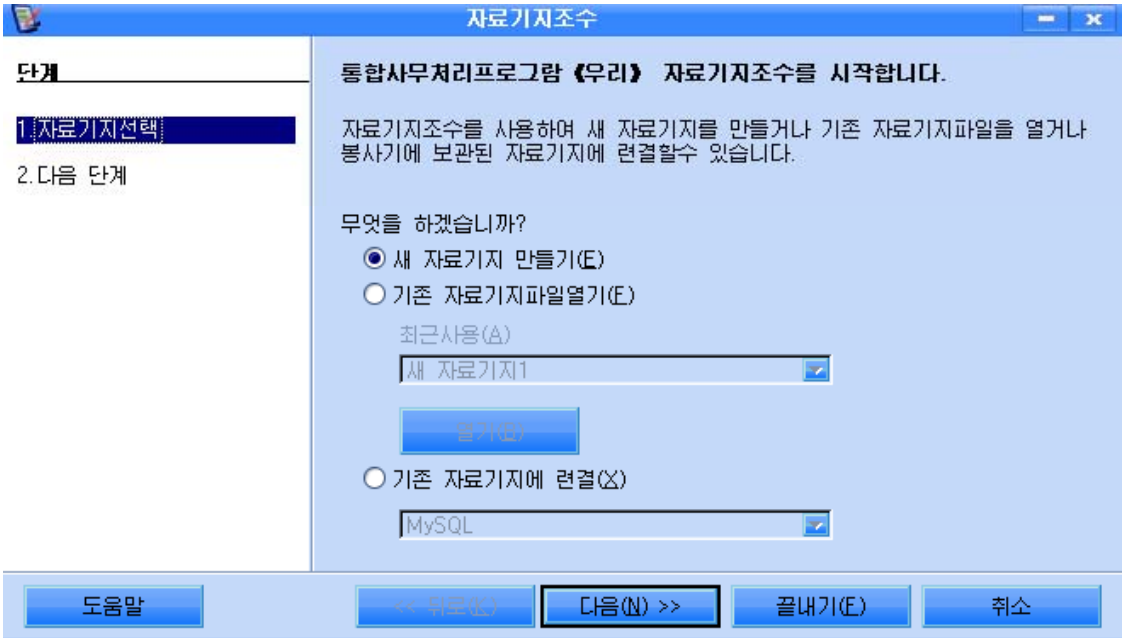 자료기지조수
단계
1.자료기지선택
2.다음 단계
통합사무처리프로그람 《우리》 자료기지조수를 시작합니다.
자료기지조수를 사용하여 새 자료기지를 만들거나 기존 자료기지파일을 열거나
봉사기에 보관된 자료기지에 련결할수 있습니다.
무엇을 하겠습니까?
새 자료기지 만들기(E)
기존 자료기지파일열기(F)
최근사용(A)
새 자료기지1
열기(B)
기존 자료기지에 련결(X)
MySQL
도움말
<< 뒤로(K)
다음(N) >>
끝내기(F)
취소